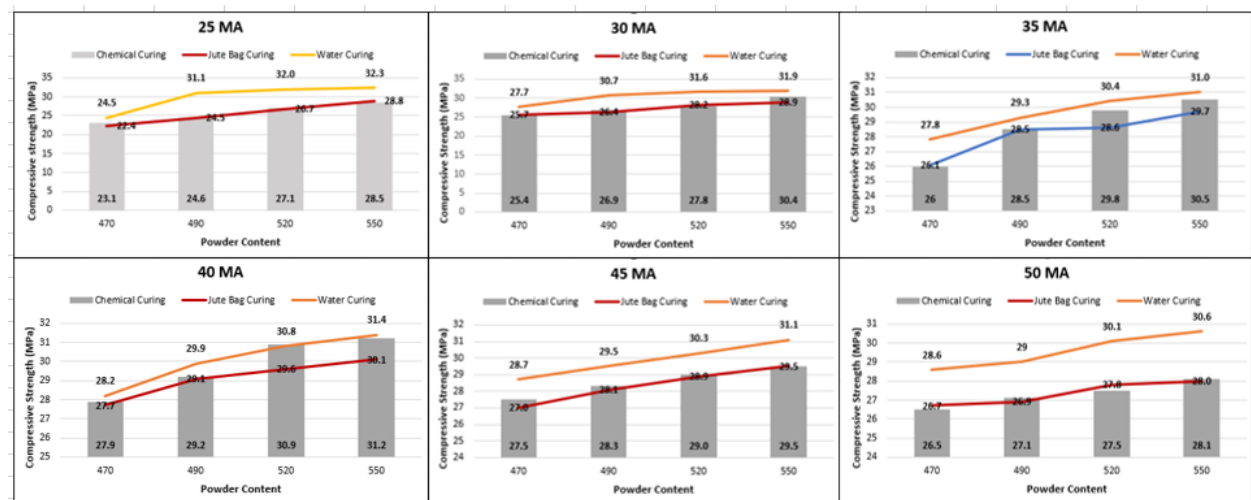 25 MA
Chemical Curing Jute Bag Curing Water Curing
Compressive strength (MPa)
35
30
25
20
15
10
5
0
24.5 31.1 32.0 32.3
22.4 24.5 26.7 28.8
23.1 24.6 27.1 28.5
470 490 520 550
Powder Content
30 MA
Chemical Curing Jute Bag Curing Water Curing
Compressive Strength (MPa)
35
30
25
20
15
10
5
0
27.7 30.7 31.6 31.9
25.7 26.4 28.2 28.9
25.4 26.9 27.8 30.4
470 490 520 550
Powder Content
35 MA
Chemical Curing Jute Bag Curing Water Curing
Compressive Strength (MPa)
32
31
30
29
28
27
26
25
24
23
27.8 29.3 30.4 31.0
26.1 28.5 28.6 29.7
26 28.5 29.8 30.5
470 490 520 550
Powder Content
40 MA
Chemical Curing Jute Bag Curing Water Curing
Compressive Strength (MPa)
32
31
30
29
28
27
26
25
28.2 29.9 30.8 31.4
27.7 29.1 29.6 30.1
27.9 29.2 30.9 31.2
470 490 520 550
Powder Content
45 MA
Chemical Curing Jute Bag Curing Water Curing
Compressive Strength (MPa)
32
31
30
29
28
27
26
25
24
28.7 29.5 30.3 31.1
27.0 28.1 28.9 29.5
27.5 28.3 29.0 29.5
470 490 520 550
Powder Content
50 MA
Chemical Curing Jute Bag Curing Water Curing
Compressive Strength (MPa)
31
30
29
28
27
26
25
24
28.6 29 30.1 30.6
26.7 26.9 27.8 28.0
26.5 27.1 27.5 28.1
470 490 520 550
Powder Content